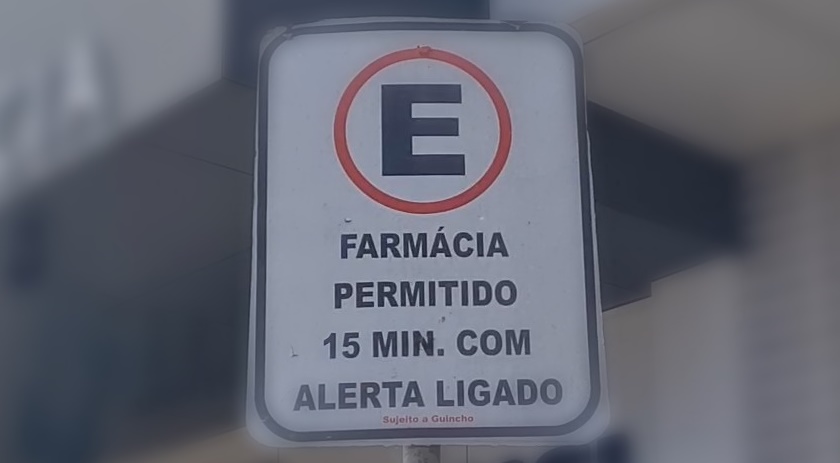 E
FARMÁCIA
PERMITIDO
15 MIN. COM
ALERTA LIGADO
Sujeito a Guincho